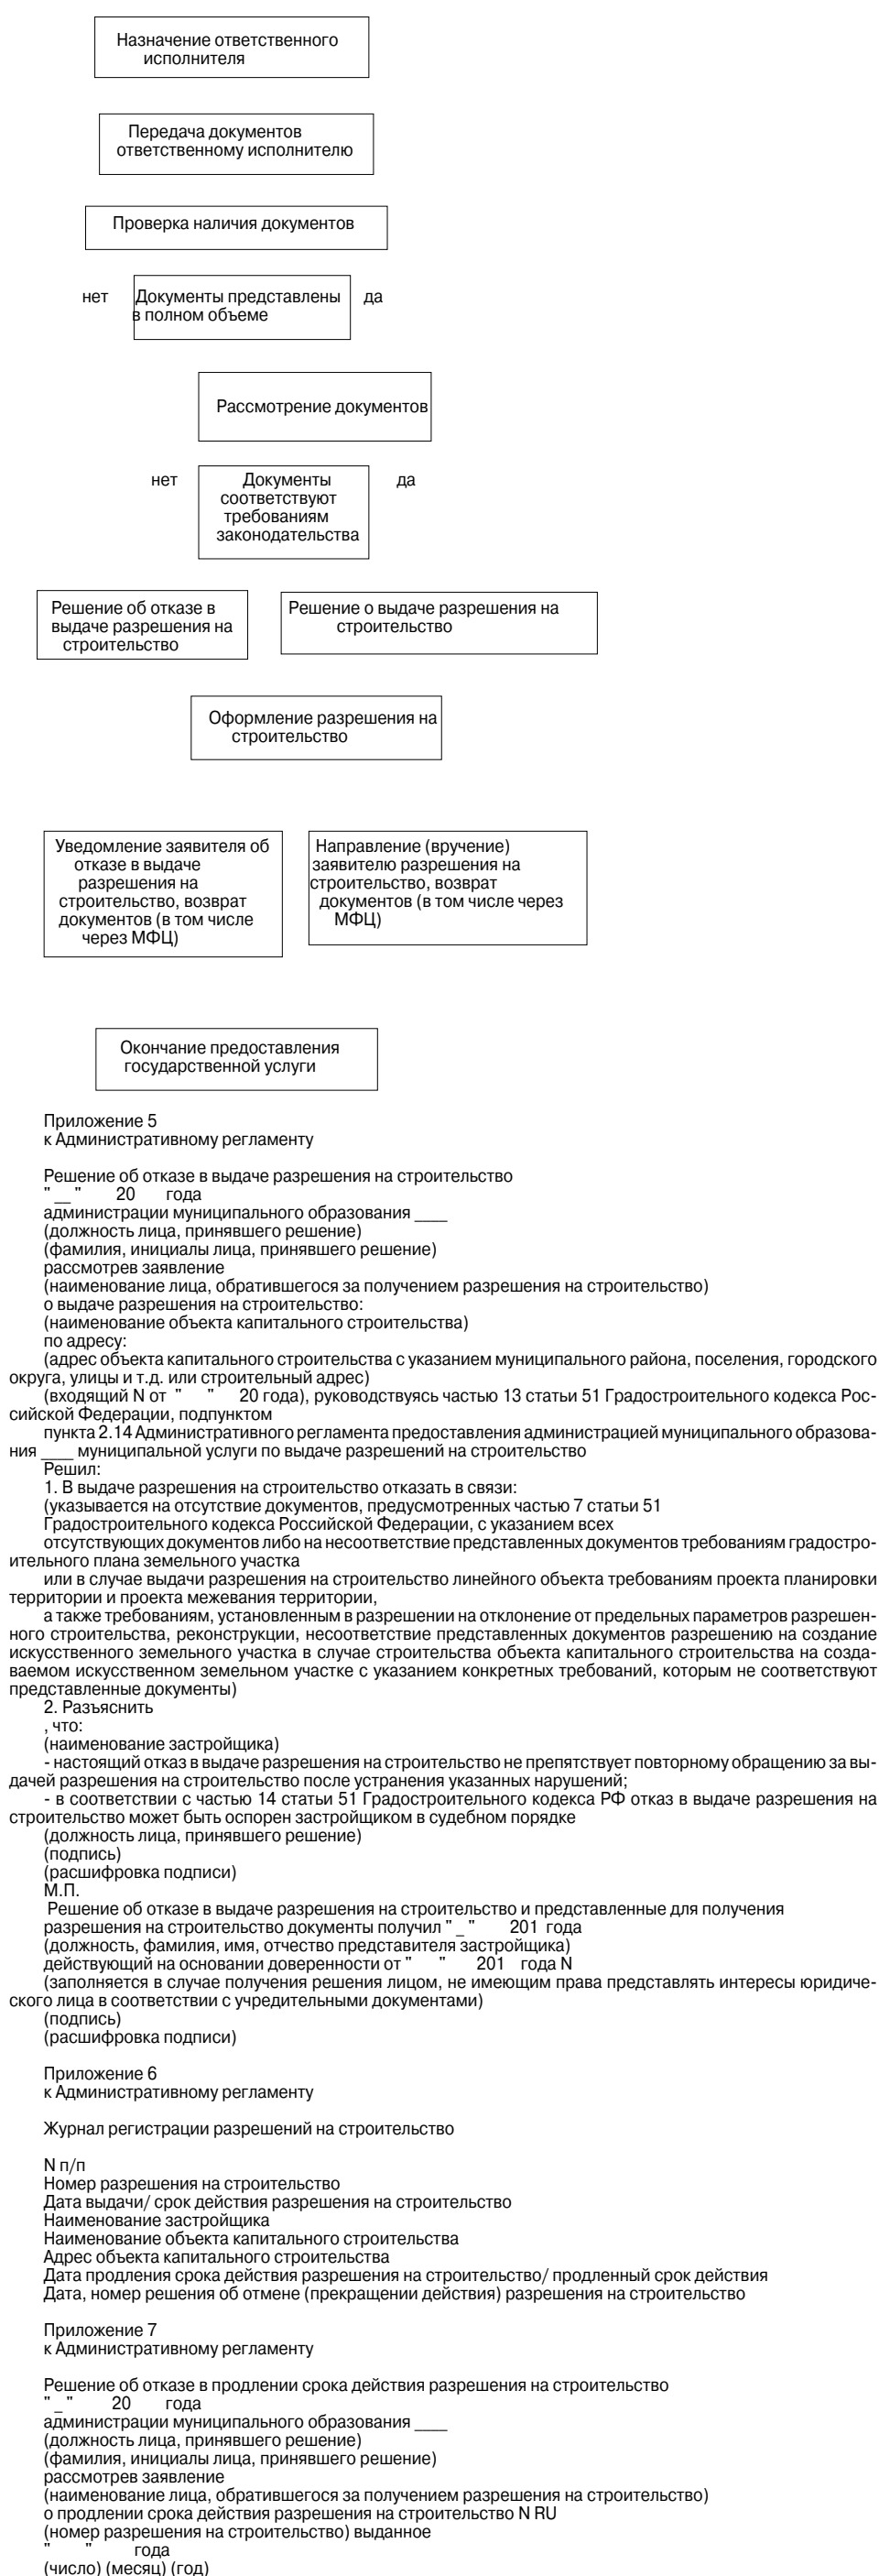 Назначение ответственного
исполнителя
Передача документов
ответственному исполнителю
Проверка наличия документов
нет Документы представлены да
в полном объеме
Рассмотрение документов
нет Документы да
соответствуют
требованиям
законодательства
Решение об отказе в
выдаче разрешения на
строительство
Решение о выдаче разрешения на
строительство
Оформление разрешения на
строительство
Уведомление заявителя об
отказе в выдаче
разрешения на
строительство, возврат
документов (в том числе
через МФЦ)
Направление (вручение)
заявителю разрешения на
строительство, возврат
документов (в том числе через
МФЦ)
Окончание предоставления
государственной услуги
Приложение 5
к Административному регламенту
Решение об отказе в выдаче разрешения на строительство
" __ " 20 года
администрации муниципального образования ____
(должность лица, принявшего решение)
(фамилия, инициалы лица, принявшего решение)
рассмотрев заявление
(наименование лица, обратившегося за получением разрешения на строительство)
о выдаче разрешения на строительство:
(наименование объекта капитального строительства)
по адресу:
(адрес объекта капитального строительства с указанием муниципального района, поселения, городского
округа, улицы и т.д. или строительный адрес)
(входящий N от " " 20 года), руководствуясь частью 13 статьи 51 Градостроительного кодекса Рос-
сийской Федерации, подпунктом
пункта 2.14 Административного регламента предоставления администрацией муниципального образова-
ния ____ муниципальной услуги по выдаче разрешений на строительство
Решил:
1. В выдаче разрешения на строительство отказать в связи:
(указывается на отсутствие документов, предусмотренных частью 7 статьи 51
Градостроительного кодекса Российской Федерации, с указанием всех
отсутствующих документов либо на несоответствие представленных документов требованиям градостро-
ительного плана земельного участка
или в случае выдачи разрешения на строительство линейного объекта требованиям проекта планировки
территории и проекта межевания территории,
а также требованиям, установленным в разрешении на отклонение от предельных параметров разрешен-
ного строительства, реконструкции, несоответствие представленных документов разрешению на создание
искусственного земельного участка в случае строительства объекта капитального строительства на созда-
ваемом искусственном земельном участке с указанием конкретных требований, которым не соответствуют
представленные документы)
2. Разъяснить
, что:
(наименование застройщика)
- настоящий отказ в выдаче разрешения на строительство не препятствует повторному обращению за вы-
дачей разрешения на строительство после устранения указанных нарушений;
- в соответствии с частью 14 статьи 51 Градостроительного кодекса РФ отказ в выдаче разрешения на
строительство может быть оспорен застройщиком в судебном порядке
(должность лица, принявшего решение)
(подпись)
(расшифровка подписи)
М.П.
Решение об отказе в выдаче разрешения на строительство и представленные для получения
разрешения на строительство документы получил " _ " 201 года
(должность, фамилия, имя, отчество представителя застройщика)
действующий на основании доверенности от " " 201 года N
(заполняется в случае получения решения лицом, не имеющим права представлять интересы юридиче-
ского лица в соответствии с учредительными документами)
(подпись)
(расшифровка подписи)
Приложение 6
к Административному регламенту
Журнал регистрации разрешений на строительство
N п/п
Номер разрешения на строительство
Дата выдачи/ срок действия разрешения на строительство
Наименование застройщика
Наименование объекта капитального строительства
Адрес объекта капитального строительства
Дата продления срока действия разрешения на строительство/ продленный срок действия
Дата, номер решения об отмене (прекращении действия) разрешения на строительство
Приложение 7
к Административному регламенту
Решение об отказе в продлении срока действия разрешения на строительство
" _ " 20 года
администрации муниципального образования ____
(должность лица, принявшего решение)
(фамилия, инициалы лица, принявшего решение)
рассмотрев заявление
(наименование лица, обратившегося за получением разрешения на строительство)
о продлении срока действия разрешения на строительство N RU
(номер разрешения на строительство) выданное
" " года
(число) (месяц) (год)